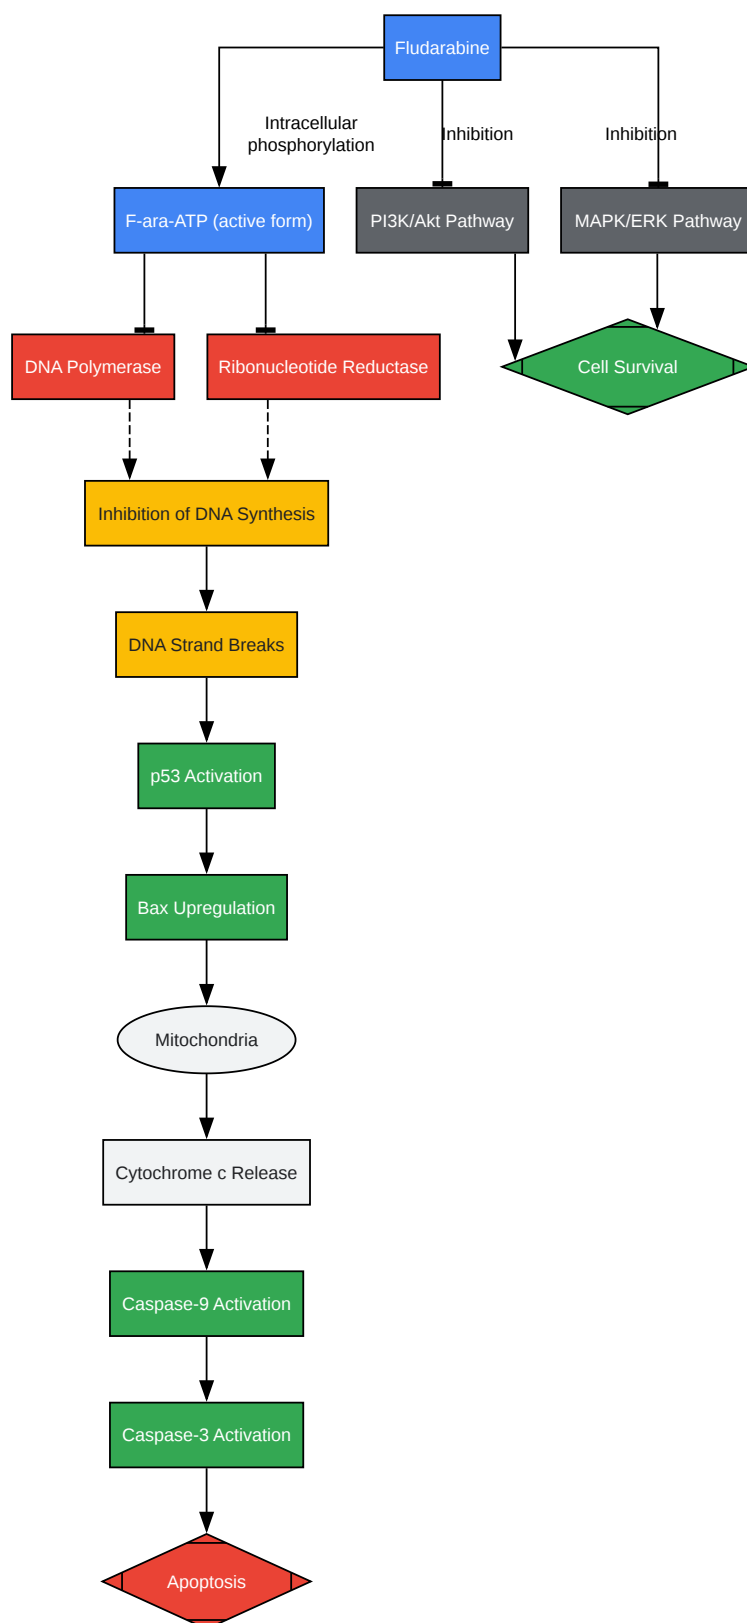 Fludarabine
Intracellular
phosphorylation
Inhibition
Inhibition
F-ara-ATP (active form)
PI3K/Akt Pathway
MAPK/ERK Pathway
DNA Polymerase
Ribonucleotide Reductase
Cell Survival
Inhibition of DNA Synthesis
DNA Strand Breaks
p53 Activation
Bax Upregulation
Mitochondria
Cytochrome c Release
Caspase-9 Activation
Caspase-3 Activation
Apoptosis